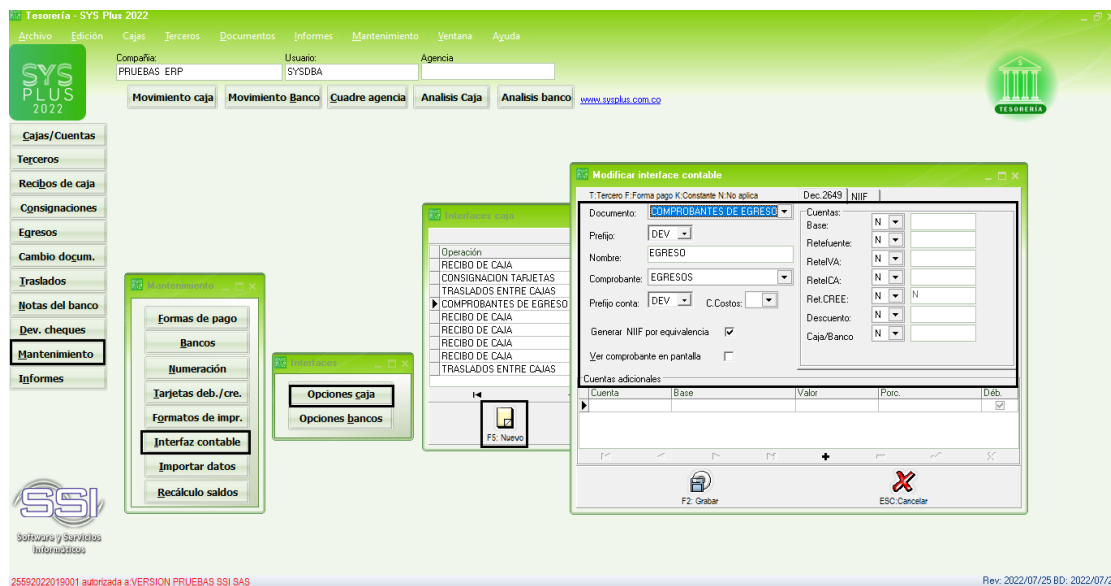 Tesorería - SYS Plus 2022
Archivo Edición Cajas Terceros Documentos Informes Mantenimiento Ventana Ayuda
Compañia: Usuario: Agencia
PRUEBAS ERP SYSDBA
SYS
PLUS
2022
Movimiento caja Movimiento Banco Cuadre agencia Analisis Caja Analisis banco www.sysplus.com.co
TESORERÍA
Cajas/Cuentas
Terceros
Recibos de caja
Consignaciones
Egresos
Cambio docum.
Traslados
Notas del banco
Dev. cheques
Mantenimiento
Informes
Mantenimiento
Formas de pago
Bancos
Numeración
Tarjetas deb./cre.
Formatos de impr.
Interfaz contable
Importar datos
Recálculo saldos
Interfaces
Opciones caja
Opciones bancos
Interfaces caja
Operación
RECIBO DE CAJA
CONSIGNACION TARJETAS
TRASLADOS ENTRE CAJAS
COMPROBANTES DE EGRESO
RECIBO DE CAJA
RECIBO DE CAJA
RECIBO DE CAJA
RECIBO DE CAJA
TRASLADOS ENTRE CAJAS
F5: Nuevo
Modificar interface contable
T:Tercero F:Forma pago K:Constante N:No aplica Dec.2649 NIIF
Documento: COMPROBANTES DE EGRESO
Prefijo: DEV
Nombre: EGRESO
Comprobante: EGRESOS
Prefijo conta: DEV C.Costos:
Generar NIIF por equivalencia
Ver comprobante en pantalla
Cuentas:
Base: N
Retefuente: N
ReteIVA: N
ReteICA: N
Ret.CREE: N N
Descuento: N
Caja/Banco N
Cuentas adicionales
Cuenta Base Valor Porc. Déb.
F2: Grabar ESC:Cancelar
SSI
Software y Servicios
Informáticos
25592022019001 autorizada a:VERSION PRUEBAS SSI SAS
Rev: 2022/07/25 BD: